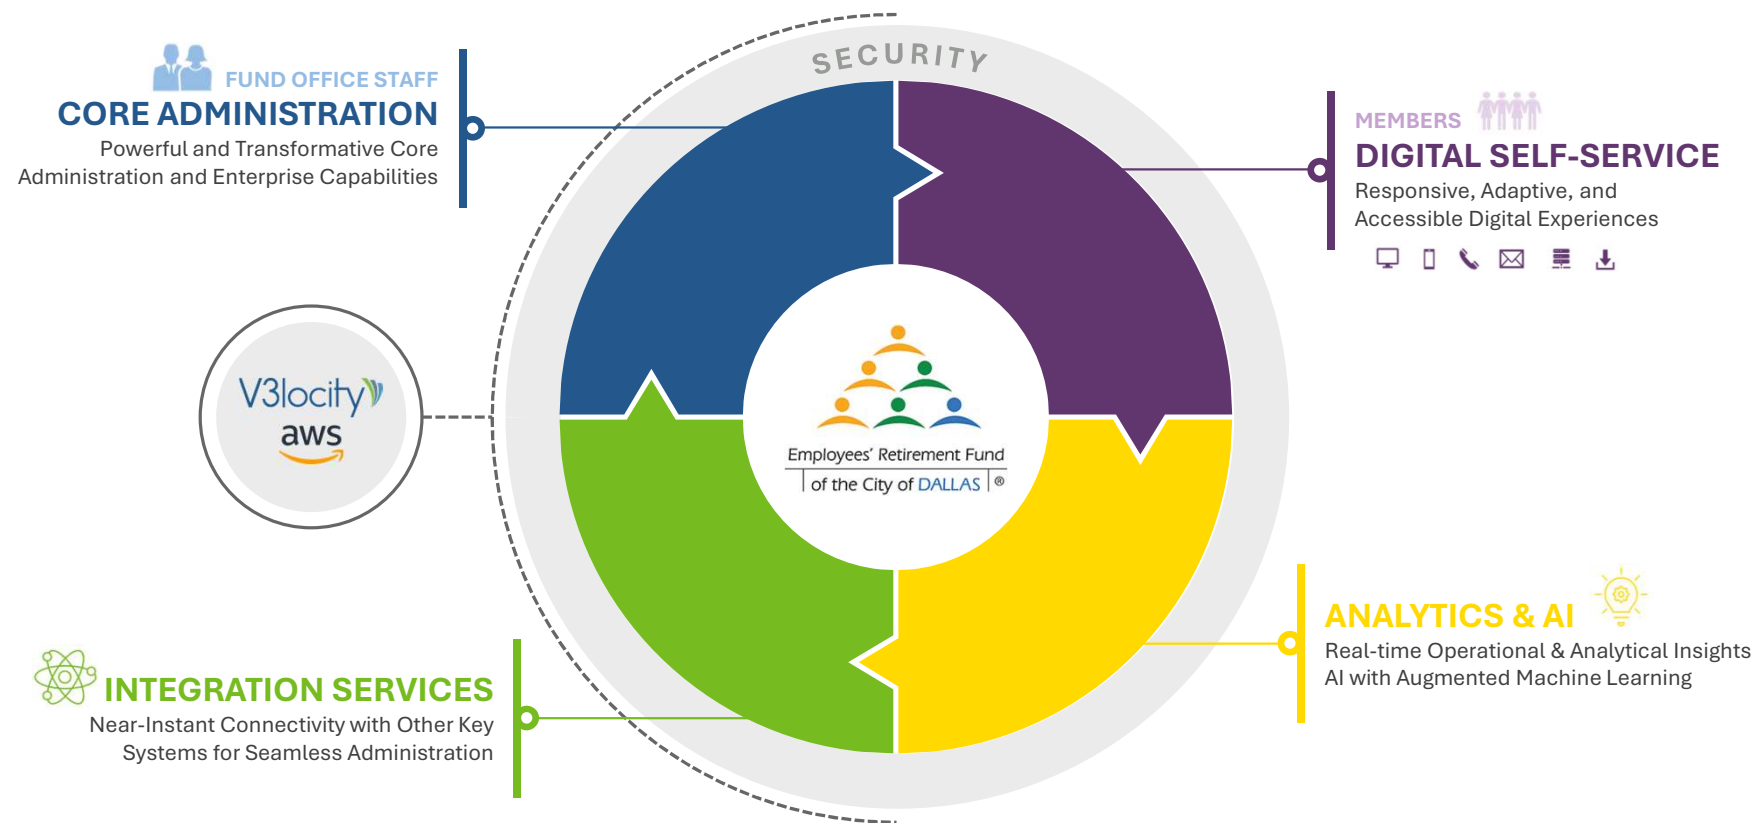 SECURITY
FUND OFFICE STAFF
CORE ADMINISTRATION
Powerful and Transformative Core
Administration and Enterprise Capabilities
MEMBERS
DIGITAL SELF-SERVICE
Responsive, Adaptive, and
Accessible Digital Experiences
V3locity
aws
Employees' Retirement Fund
of the City of DALLAS ®
ANALYTICS & AI
Real-time Operational & Analytical Insights
AI with Augmented Machine Learning
INTEGRATION SERVICES
Near-Instant Connectivity with Other Key
Systems for Seamless Administration